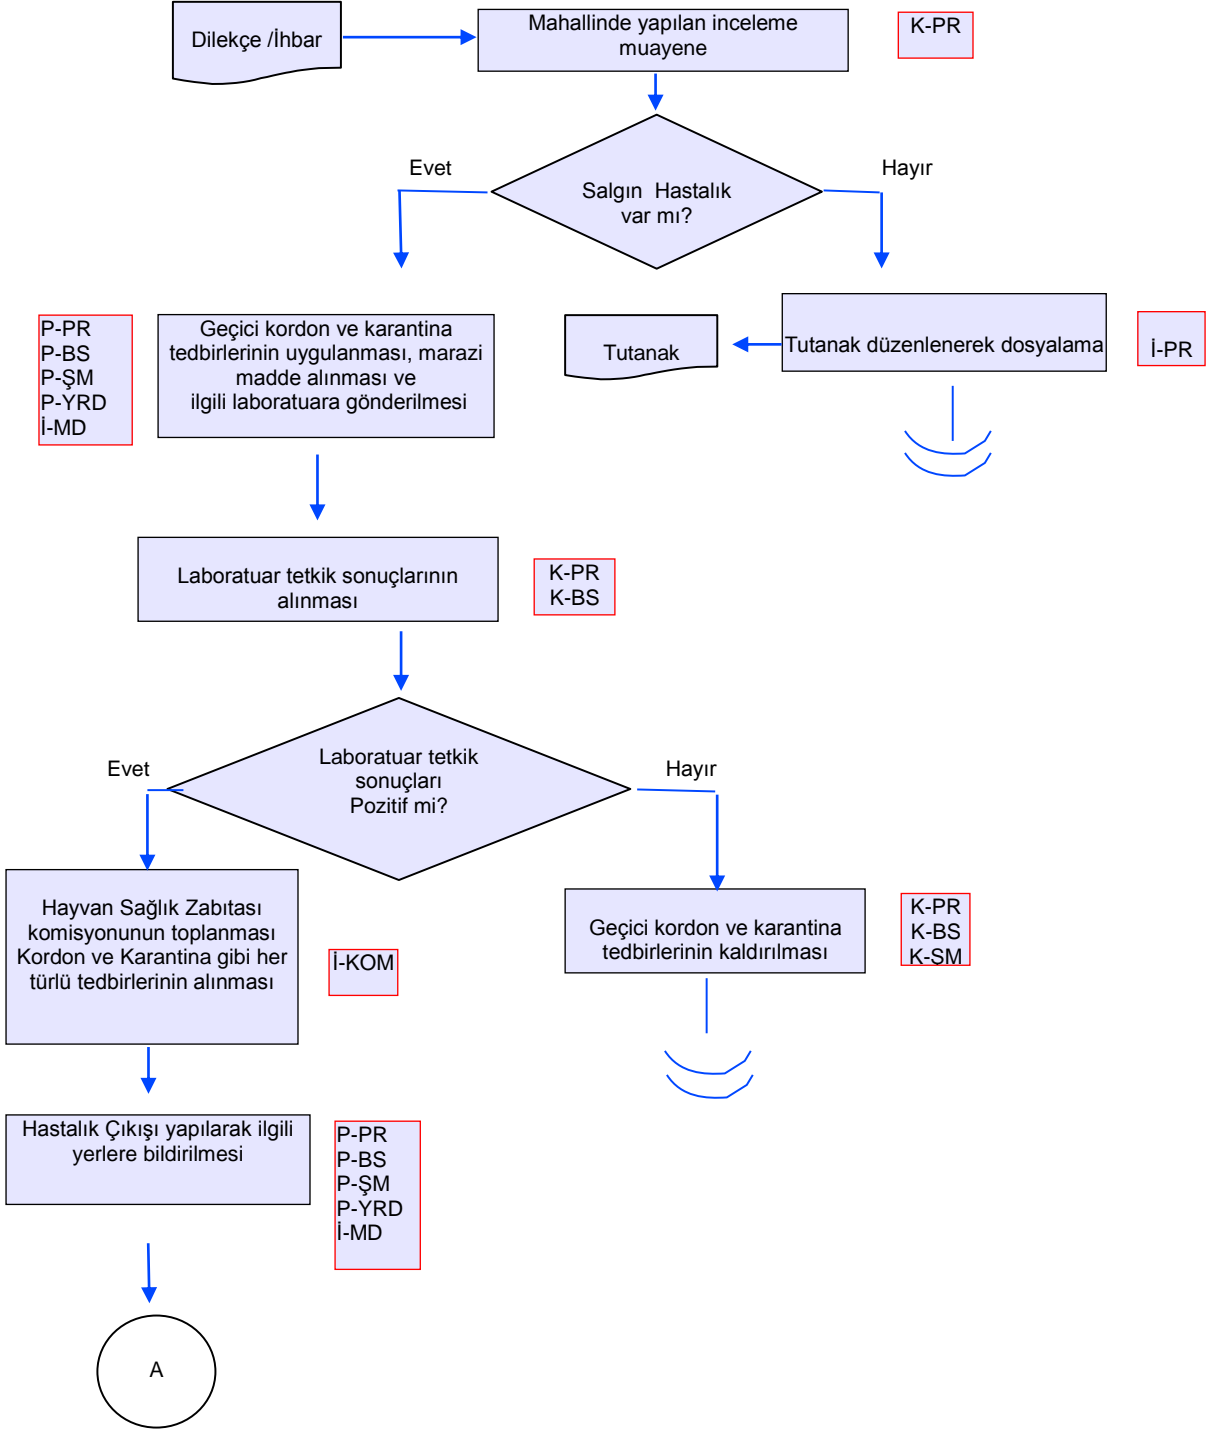 Dilekçe /İhbar
Mahallinde yapılan inceleme
muayene
K-PR
Evet
Hayır
Salgın Hastalık
var mı?
P-PR
P-BS
P-ŞM
P-YRD
İ-MD
Geçici kordon ve karantina
tedbirlerinin uygulanması, marazi
madde alınması ve
ilgili laboratuara gönderilmesi
Tutanak
Tutanak düzenlenerek dosyalama
İ-PR
Laboratuar tetkik sonuçlarının
alınması
K-PR
K-BS
Evet
Laboratuar tetkik
sonuçları
Pozitif mi?
Hayır
Hayvan Sağlık Zabıtası
komisyonunun toplanması
Kordon ve Karantina gibi her
türlü tedbirlerinin alınması
İ-KOM
Geçici kordon ve karantina
tedbirlerinin kaldırılması
K-PR
K-BS
K-ŞM
Hastalık Çıkışı yapılarak ilgili
yerlere bildirilmesi
P-PR
P-BS
P-ŞM
P-YRD
İ-MD
A